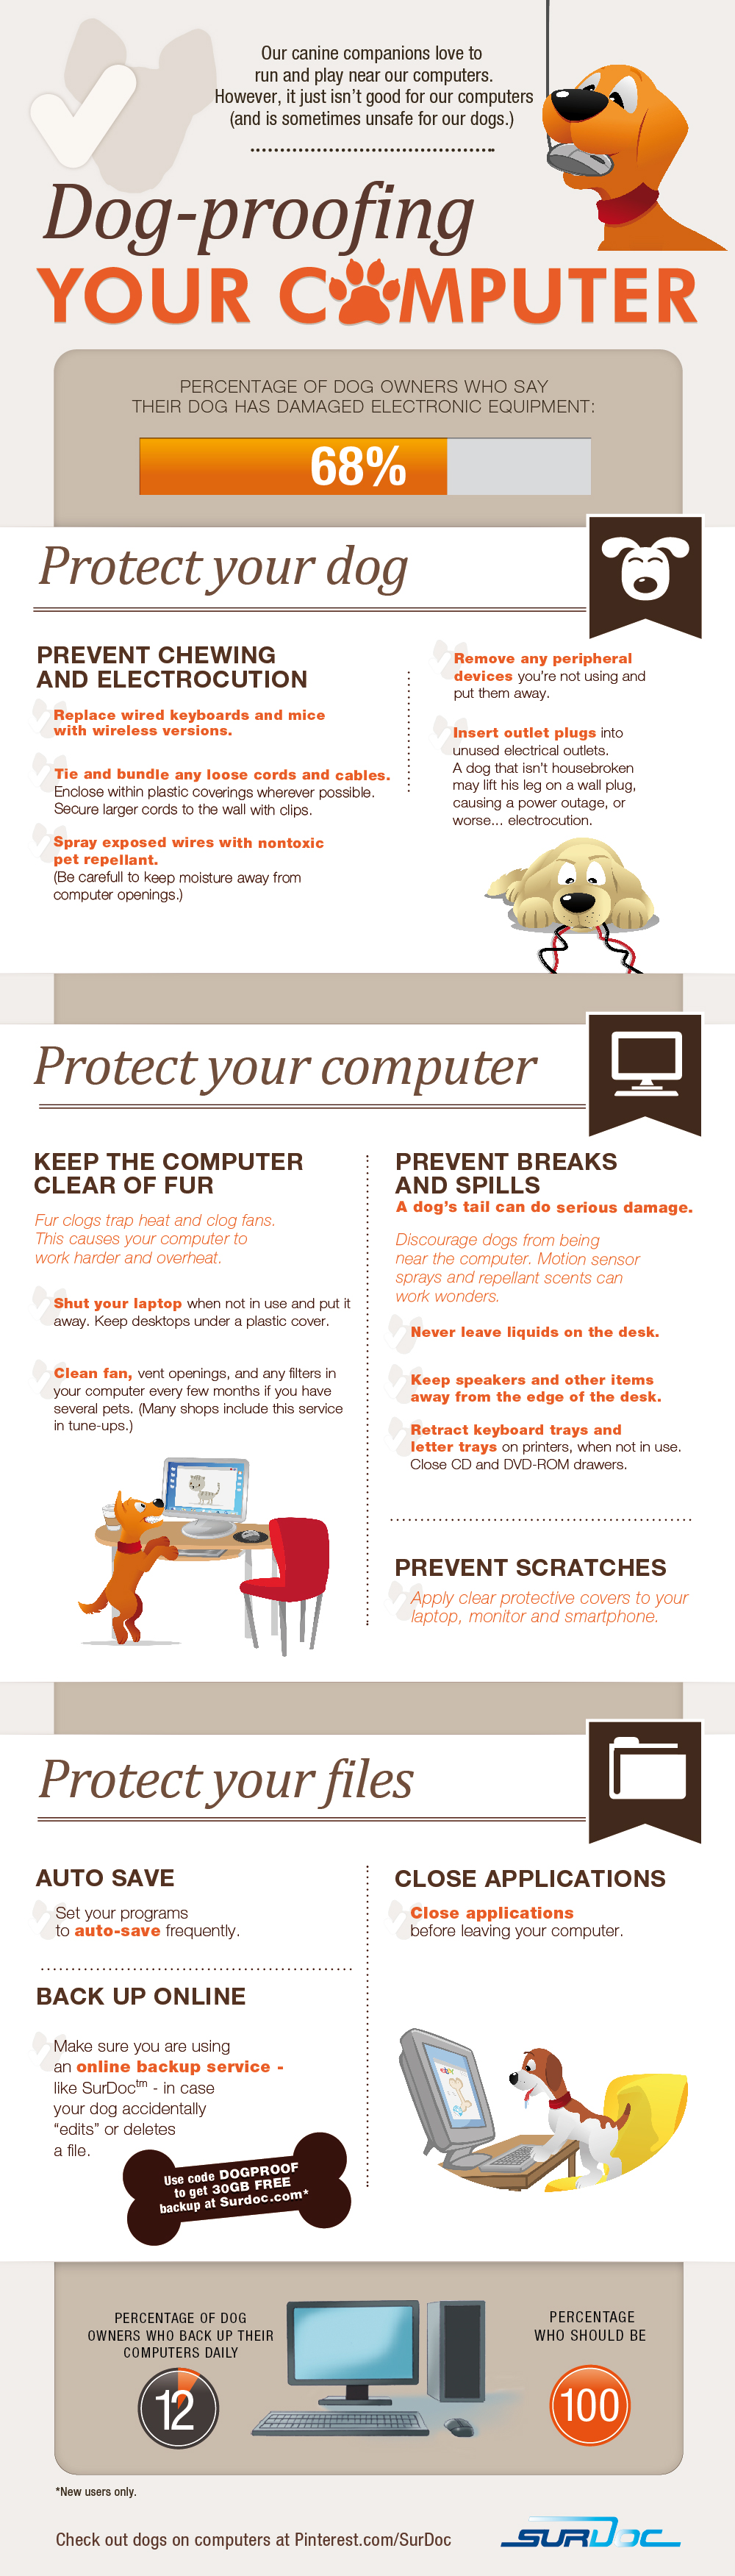 Our canine companions love to
run and play near our computers.
However, it just isn't good for our computers
(and is sometimes unsafe for our dogs.)
Dog-proofing
YOUR COMPUTER
PERCENTAGE OF DOG OWNERS WHO SAY
THEIR DOG HAS DAMAGED ELECTRONIC EQUIPMENT:
68%
Protect your dog
PREVENT CHEWING
AND ELECTROCUTION
Replace wired keyboards and mice
with wireless versions.
Tie and bundle any loose cords and cables.
Enclose within plastic coverings wherever possible.
Secure larger cords to the wall with clips.
Spray exposed wires with nontoxic
pet repellant.
(Be carefull to keep moisture away from
computer openings.)
Remove any peripheral
devices you're not using and
put them away.
Insert outlet plugs into
unused electrical outlets.
A dog that isn't housebroken
may lift his leg on a wall plug,
causing a power outage, or
worse... electrocution.
Protect your computer
KEEP THE COMPUTER
CLEAR OF FUR
Fur clogs trap heat and clog fans.
This causes your computer to
work harder and overheat.
Shut your laptop when not in use and put it
away. Keep desktops under a plastic cover.
Clean fan, vent openings, and any filters in
your computer every few months if you have
several pets. (Many shops include this service
in tune-ups.)
PREVENT BREAKS
AND SPILLS
A dog's tail can do serious damage.
Discourage dogs from being
near the computer. Motion sensor
sprays and repellant scents can
work wonders.
Never leave liquids on the desk.
Keep speakers and other items
away from the edge of the desk.
Retract keyboard trays and
letter trays on printers, when not in use.
Close CD and DVD-ROM drawers.
PREVENT SCRATCHES
Apply clear protective covers to your
laptop, monitor and smartphone.
Protect your files
AUTO SAVE
Set your programs
to auto-save frequently.
BACK UP ONLINE
Make sure you are using
an online backup service -
like SurDoc™ - in case
your dog accidentally
"edits" or deletes
a file.
Use code DOGPROOF
to get 30GB FREE
backup at Surdoc.com*
CLOSE APPLICATIONS
Close applications
before leaving your computer.
ebay
PERCENTAGE OF DOG
OWNERS WHO BACK UP THEIR
COMPUTERS DAILY
12
PERCENTAGE
WHO SHOULD BE
100
*New users only.
Check out dogs on computers at Pinterest.com/SurDoc
SURDOC